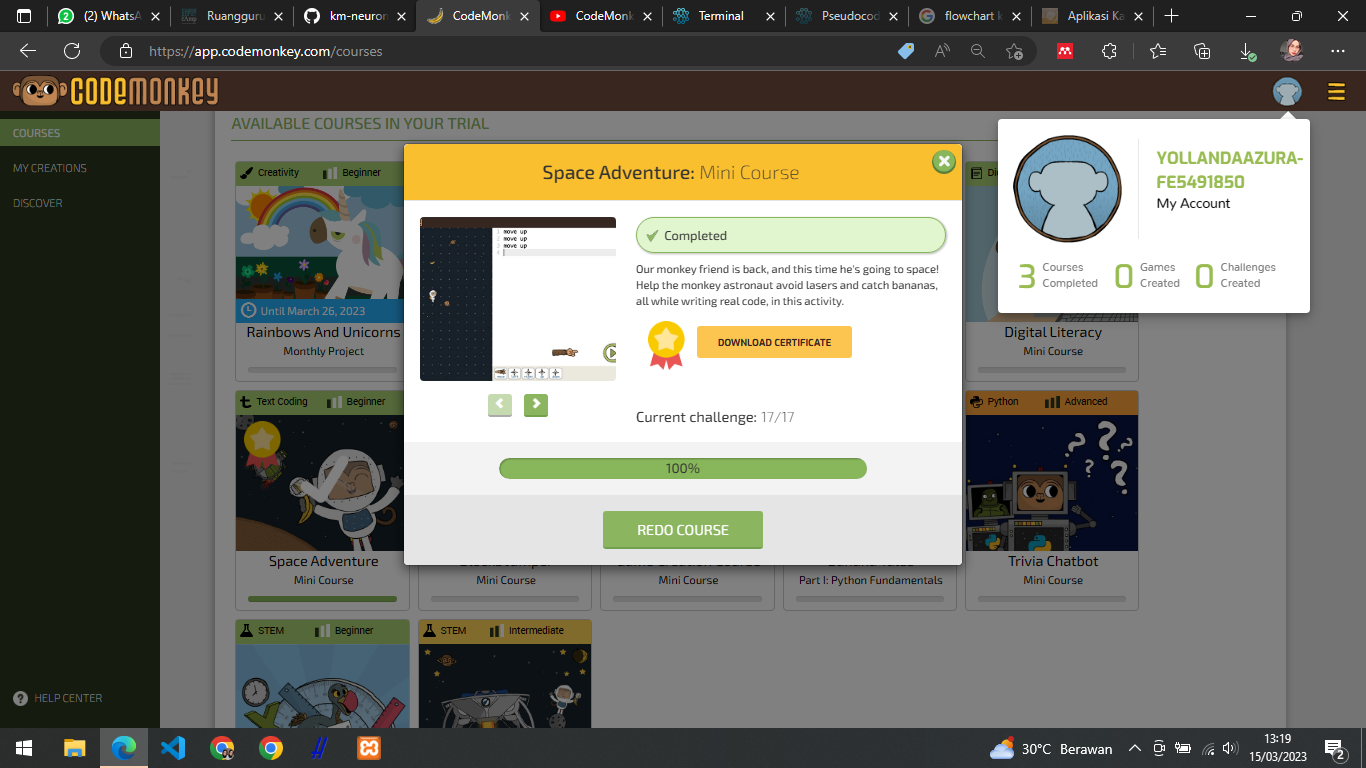 (2) WhatsA
Ruangguru
km-neuron
CodeMonk
CodeMonk
Terminal
Pseudocod
flowchart k
Aplikasi Ka
https://app.codemonkey.com/courses
CODEMONKEY
COURSES
MY CREATIONS
DISCOVER
HELP CENTER
AVAILABLE COURSES IN YOUR TRIAL
YOLLANDAAZURA-
FE5491850
My Account
3 Courses Completed
0 Games Created
0 Challenges Created
Space Adventure: Mini Course
1 move up
2 move up
3 move up
4
Completed
Our monkey friend is back, and this time he's going to space!
Help the monkey astronaut avoid lasers and catch bananas,
all while writing real code, in this activity.
DOWNLOAD CERTIFICATE
Current challenge: 17/17
100%
REDO COURSE
Creativity Beginner
Until March 26, 2023
Rainbows And Unicorns
Monthly Project
Digital Literacy
Mini Course
Text Coding Beginner
Space Adventure
Mini Course
Mini Course
Mini Course
Part I: Python Fundamentals
Python Advanced
Trivia Chatbot
Mini Course
STEM Beginner
STEM Intermediate
30°C Berawan
13:19
15/03/2023
2